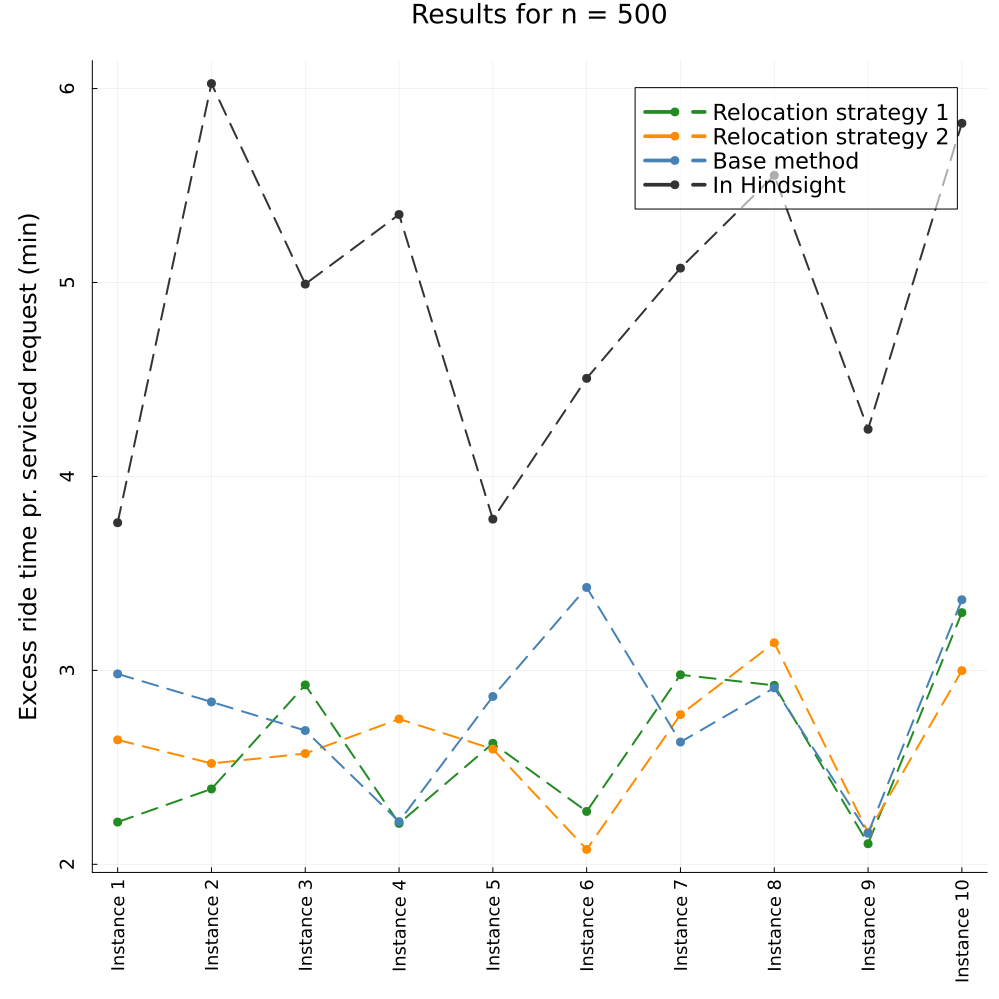 Results for n = 500
Excess ride time pr. serviced request (min)
6
5
4
3
2
Relocation strategy 1
Relocation strategy 2
Base method
In Hindsight
Instance 1
Instance 2
Instance 3
Instance 4
Instance 5
Instance 6
Instance 7
Instance 8
Instance 9
Instance 10